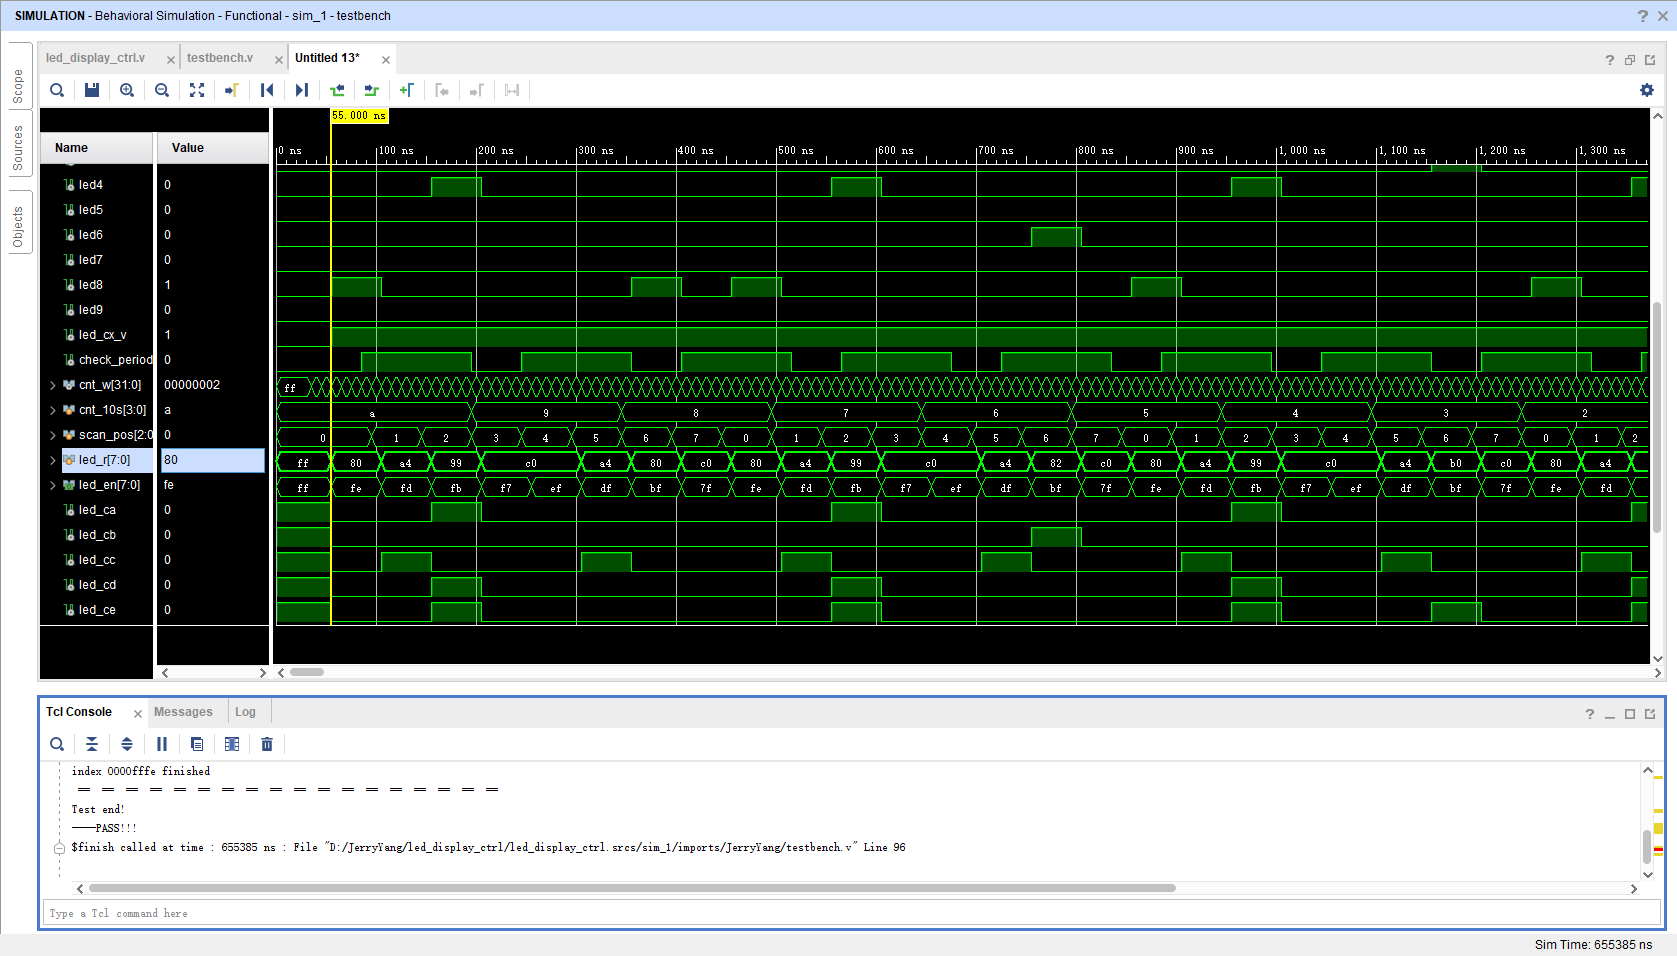 SIMULATION - Behavioral Simulation - Functional - sim_1 - testbench
Scope
Sources
Objects
led_display_ctrl.v
testbench.v
Untitled 13*
55.000 ns
Name Value
0 ns 100 ns 200 ns 300 ns 400 ns 500 ns 600 ns 700 ns 800 ns 900 ns 1,000 ns 1,100 ns 1,200 ns 1,300 ns
led4 0
led5 0
led6 0
led7 0
led8 1
led9 0
led_cx_v 1
check_period 0
cnt_w[31:0] 00000002 ff
cnt_10s[3:0] a a 9 8 7 6 5 4 3 2
scan_pos[2:0 0 0 1 2 3 4 5 6 7 0 1 2 3 4 5 6 7 0 1 2 3 4 5 6 7 0 1 2
led_r[7:0] 80 ff 80 a4 99 c0 a4 80 c0 80 a4 99 c0 a4 82 c0 80 a4 99 c0 a4 b0 c0 80 a4
led_en[7:0] fe ff fe fd fb f7 ef df bf 7f fe fd fb f7 ef df bf 7f fe fd fb f7 ef df bf 7f fe fd
led_ca 0
led_cb 0
led_cc 0
led_cd 0
led_ce 0
Tcl Console Messages Log
index 0000fffe finished
== == == == == == == == == == == == == == == == == ==
Test end!
----PASS!!!
$finish called at time : 655385 ns : File "D:/JerryYang/led_display_ctrl/led_display_ctrl.srcs/sim_1/imports/JerryYang/testbench.v" Line 96
Type a Tcl command here
Sim Time: 655385 ns